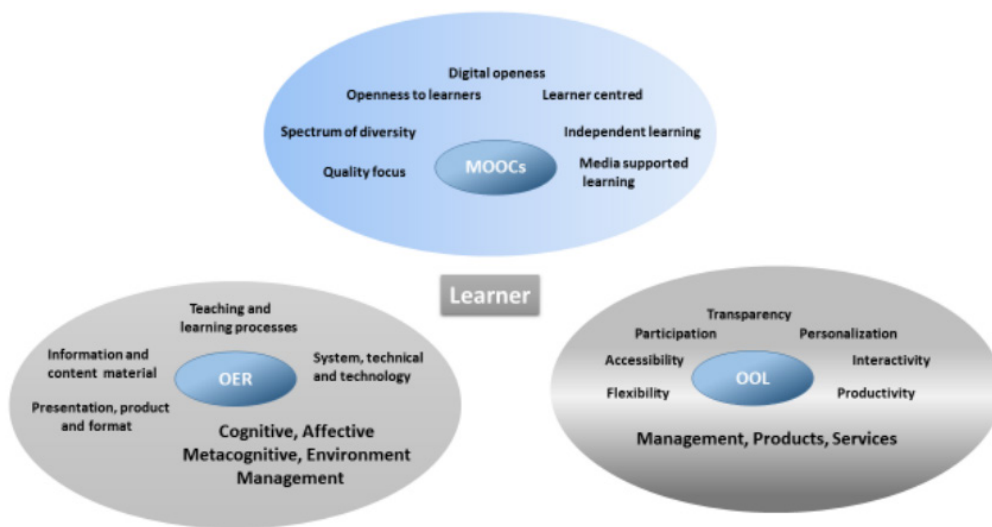 Digital openess
Openness to learners
Learner centred
Spectrum of diversity
Independent learning
Quality focus
MOOCs
Media supported
learning
Learner
Teaching and
learning processes
Information and
content material
OER
System, technical
and technology
Presentation, product
and format
Cognitive, Affective
Metacognitive, Environment
Management
Transparency
Participation
Personalization
Accessibility
OOL
Interactivity
Flexibility
Productivity
Management, Products, Services